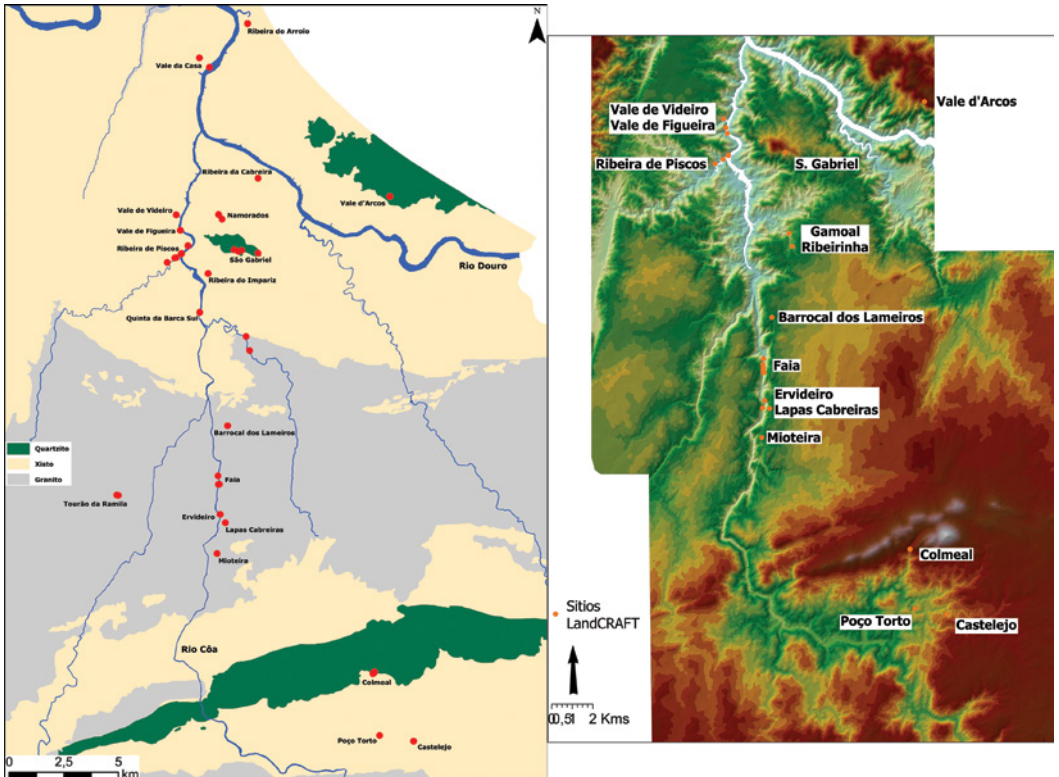 N
Ribeira do Arroio
Vale da Casa
Ribeira da Cabreira
Vale d'Arcos
Vale de Videiro
Namorados
Vale de Figueira
Ribeira de Piscos
São Gabriel
Rio Douro
Ribeira do Impariz
Quinta da Barca Sul
Barrocal dos Lameiros
Quartzito
Xisto
Granito
Faia
Tourão da Ramila
Ervideiro
Lapas Cabreiras
Mioteira
Rio Côa
Colmeal
Poço Torto
Castelejo
0 2,5 5
km
Vale d'Arcos
Vale de Videiro
Vale de Figueira
Ribeira de Piscos
S. Gabriel
Gamoal
Ribeirinha
Barrocal dos Lameiros
Faia
Ervideiro
Lapas Cabreiras
Mioteira
Colmeal
Sitios
LandCRAFT
Poço Torto
Castelejo
00,51 2 Kms